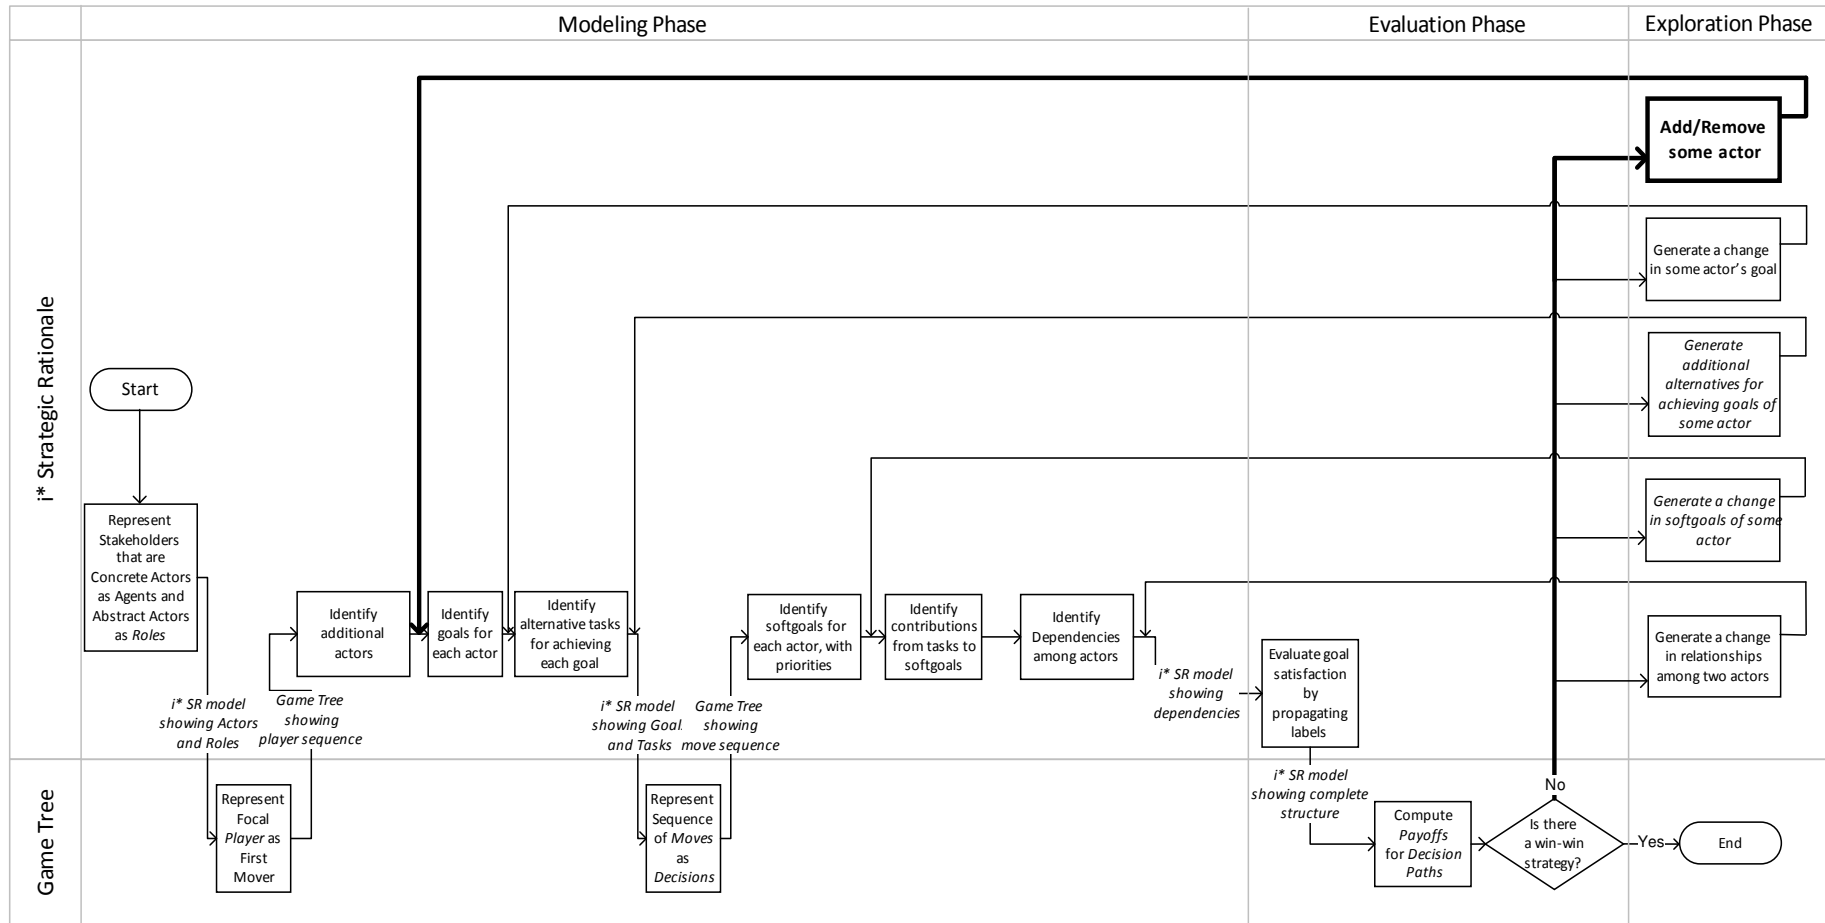 Modeling Phase
Evaluation Phase
Exploration Phase
i* Strategic Rationale
Game Tree
Start
Represent
Stakeholders
that are
Concrete Actors
as Agents and
Abstract Actors
as Roles
i* SR model
showing Actors
and Roles
Represent
Focal
Player as
First
Mover
Game Tree
showing
player sequence
Identify
additional
actors
Identify
goals for
each actor
Identify
alternative tasks
for achieving
each goal
i* SR model
showing Goal
and Tasks
Represent
Sequence
of Moves
as
Decisions
Game Tree
showing
move sequence
Identify
softgoals for
each actor, with
priorities
Identify
contributions
from tasks to
softgoals
Identify
Dependencies
among actors
i* SR model
showing
dependencies
Evaluate goal
satisfaction
by
propagating
labels
i* SR model
showing complete
structure
Compute
Payoffs
for Decision
Paths
Is there
a win-win
strategy?
No
Yes
End
Add/Remove
some actor
Generate a change
in some actor’s goal
Generate
additional
alternatives for
achieving goals of
some actor
Generate a change
in softgoals of some
actor
Generate a change
in relationships
among two actors